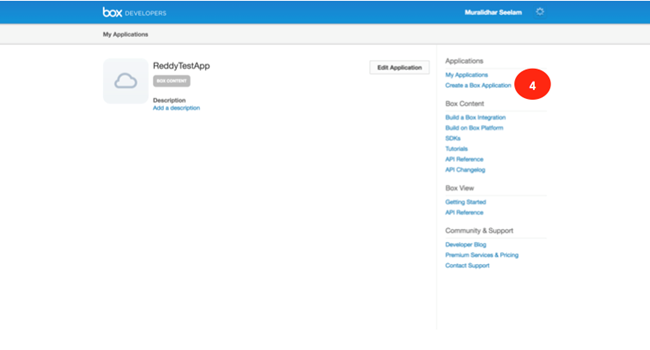 box DEVELOPERS
Muralidhar Seelam
My Applications
ReddyTestApp
BOX CONTENT
Edit Application
Description
Add a description
Applications
My Applications
Create a Box Application
4
Box Content
Build a Box Integration
Build on Box Platform
SDKs
Tutorials
API Reference
API Changelog
Box View
Getting Started
API Reference
Community & Support
Developer Blog
Premium Services & Pricing
Contact Support